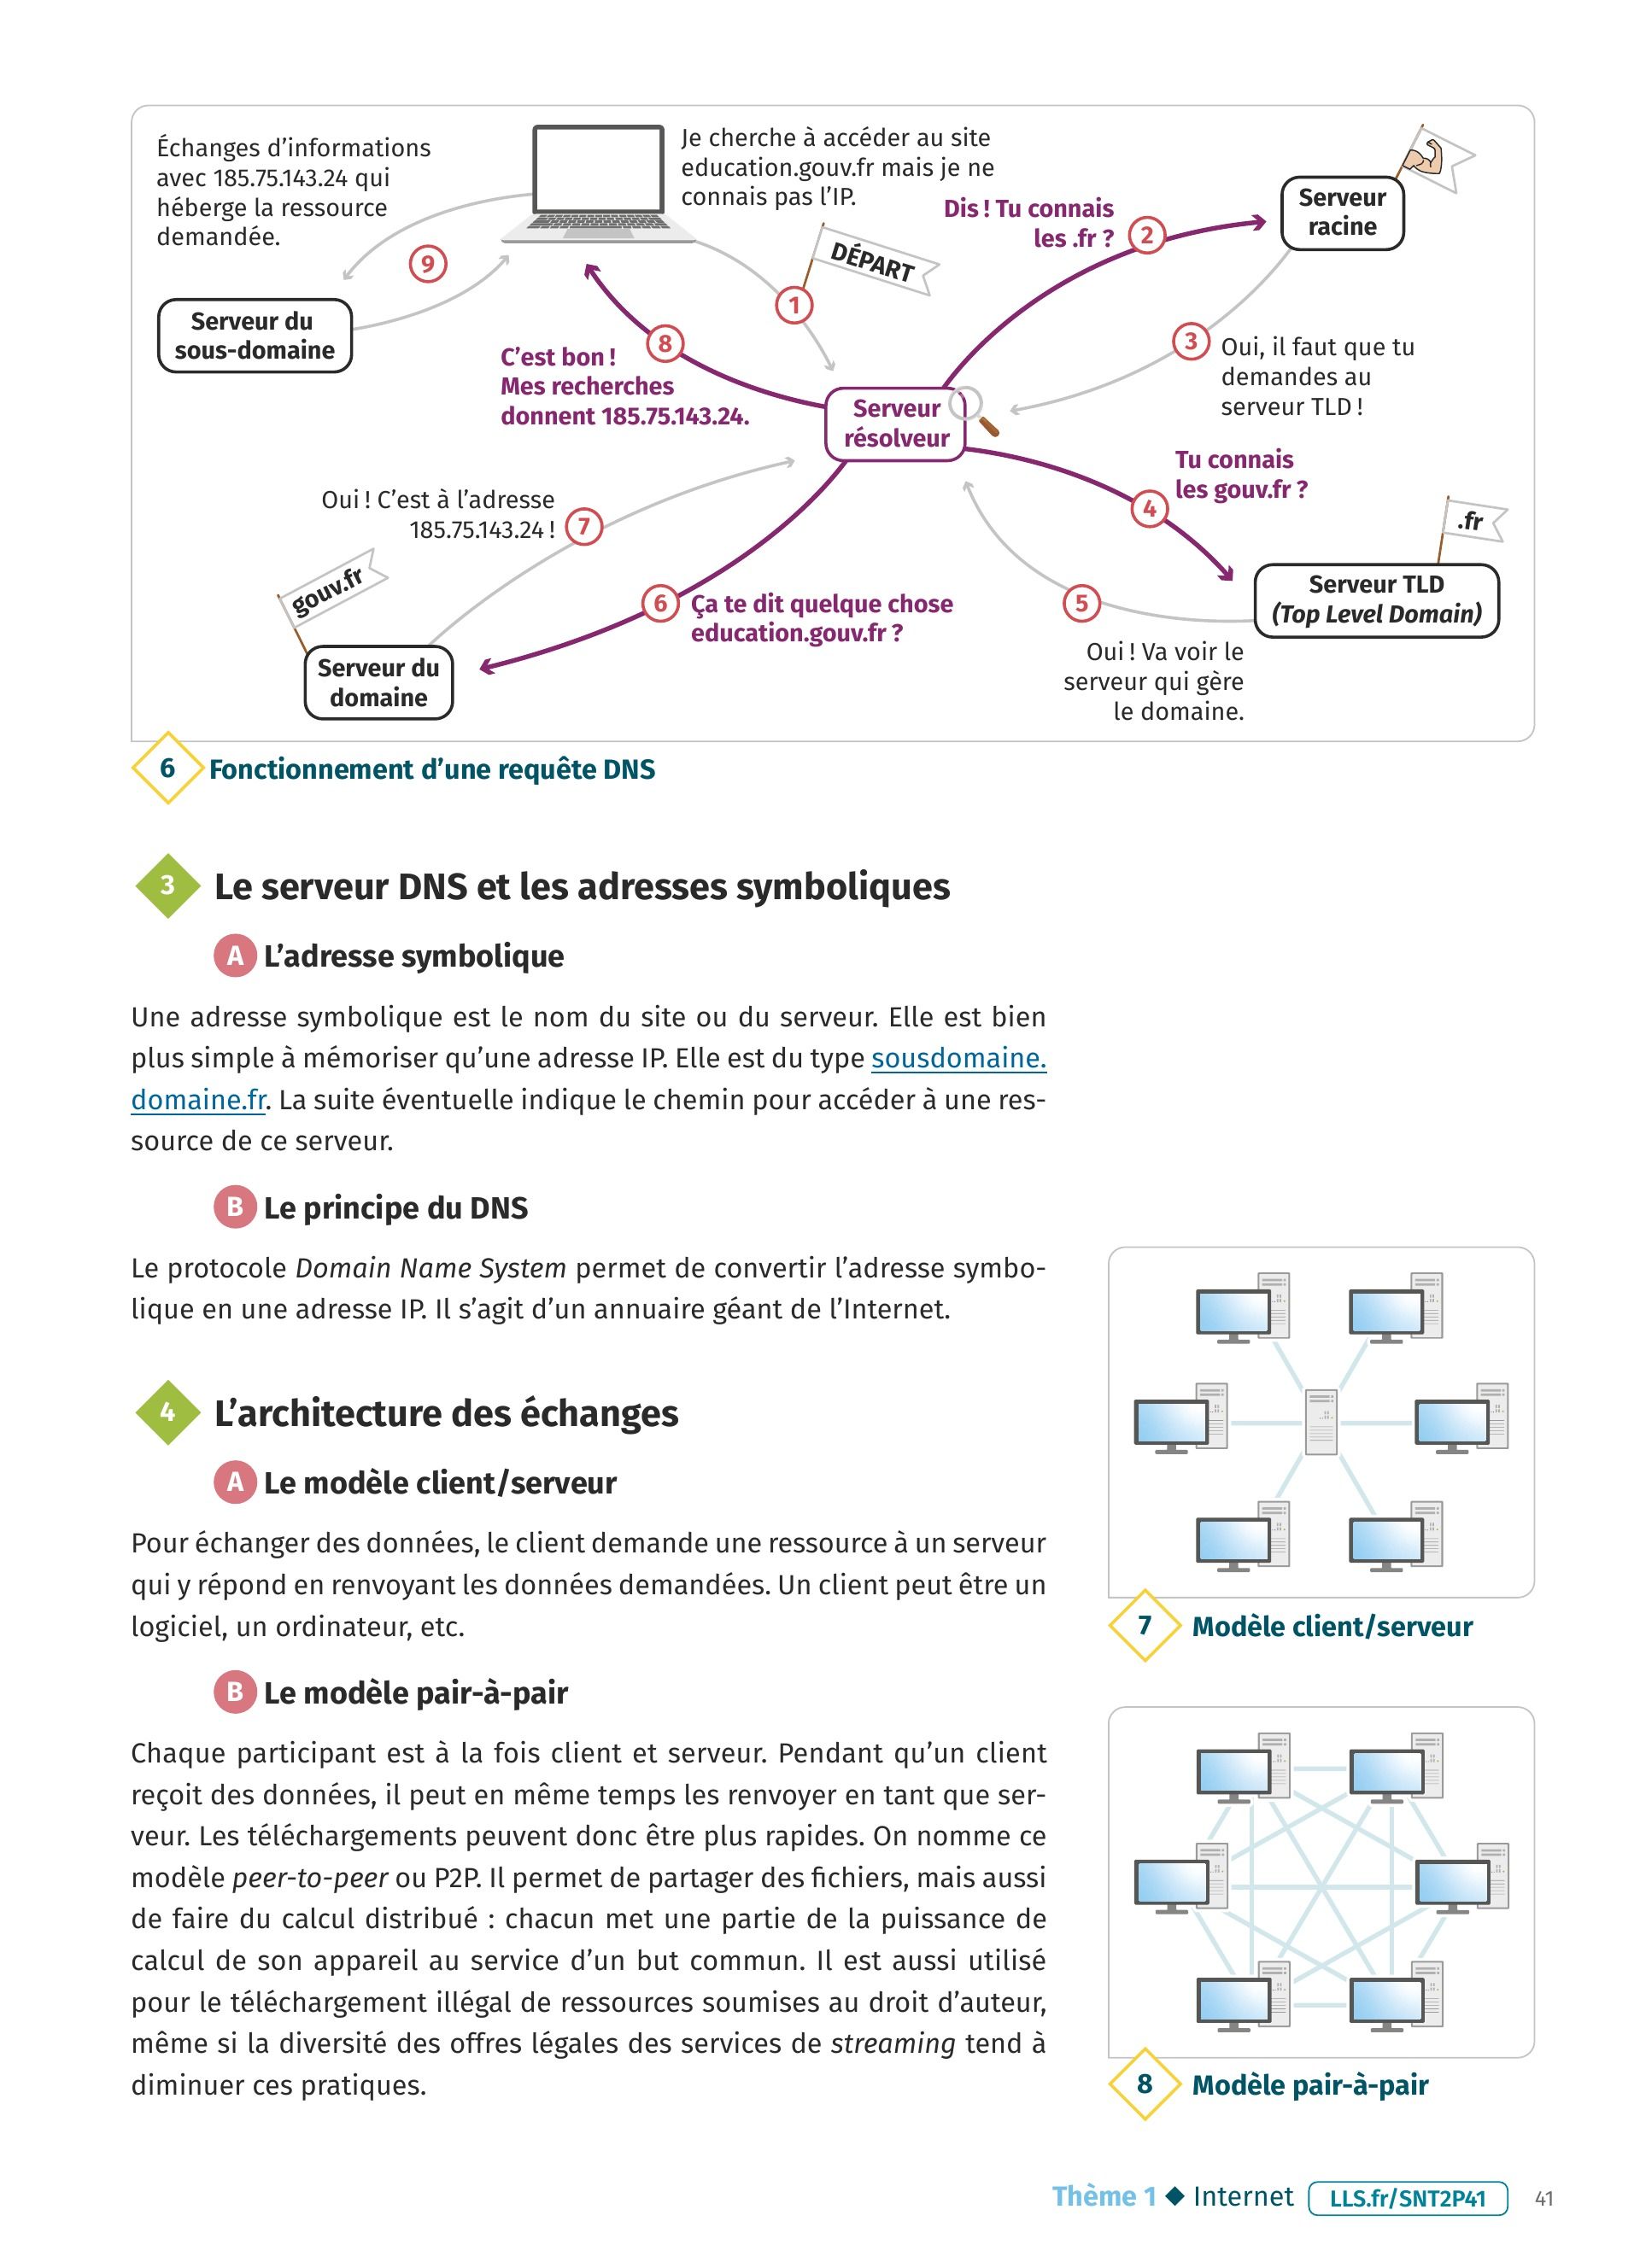 Échanges d’informations
avec 185.75.143.24 qui
héberge la ressource
demandée.
Je cherche à accéder au site
education.gouv.fr mais je ne
connais pas l’IP.
DÉPART
1
Dis ! Tu connais
les .fr ?
2
Serveur
racine
9
Serveur du
sous-domaine
8
C’est bon !
Mes recherches
donnent 185.75.143.24.
3
Oui, il faut que tu
demandes au
serveur TLD !
Serveur
résolveur
Tu connais
les gouv.fr ?
4
.fr
Serveur TLD
(Top Level Domain)
Oui ! C’est à l’adresse
185.75.143.24 !
7
gouv.fr
Serveur du
domaine
6
Ça te dit quelque chose
education.gouv.fr ?
5
Oui ! Va voir le
serveur qui gère
le domaine.
6 Fonctionnement d’une requête DNS
3 Le serveur DNS et les adresses symboliques
A L’adresse symbolique
Une adresse symbolique est le nom du site ou du serveur. Elle est bien
plus simple à mémoriser qu’une adresse IP. Elle est du type sousdomaine.
domaine.fr. La suite éventuelle indique le chemin pour accéder à une res-
source de ce serveur.
B Le principe du DNS
Le protocole Domain Name System permet de convertir l’adresse symbo-
lique en une adresse IP. Il s’agit d’un annuaire géant de l’Internet.
4 L’architecture des échanges
A Le modèle client/serveur
Pour échanger des données, le client demande une ressource à un serveur
qui y répond en renvoyant les données demandées. Un client peut être un
logiciel, un ordinateur, etc.
7 Modèle client/serveur
B Le modèle pair-à-pair
Chaque participant est à la fois client et serveur. Pendant qu’un client
reçoit des données, il peut en même temps les renvoyer en tant que ser-
veur. Les téléchargements peuvent donc être plus rapides. On nomme ce
modèle peer-to-peer ou P2P. Il permet de partager des fichiers, mais aussi
de faire du calcul distribué : chacun met une partie de la puissance de
calcul de son appareil au service d’un but commun. Il est aussi utilisé
pour le téléchargement illégal de ressources soumises au droit d’auteur,
même si la diversité des offres légales des services de streaming tend à
diminuer ces pratiques.
8 Modèle pair-à-pair
Thème 1 ◆ Internet LLS.fr/SNT2P41 41